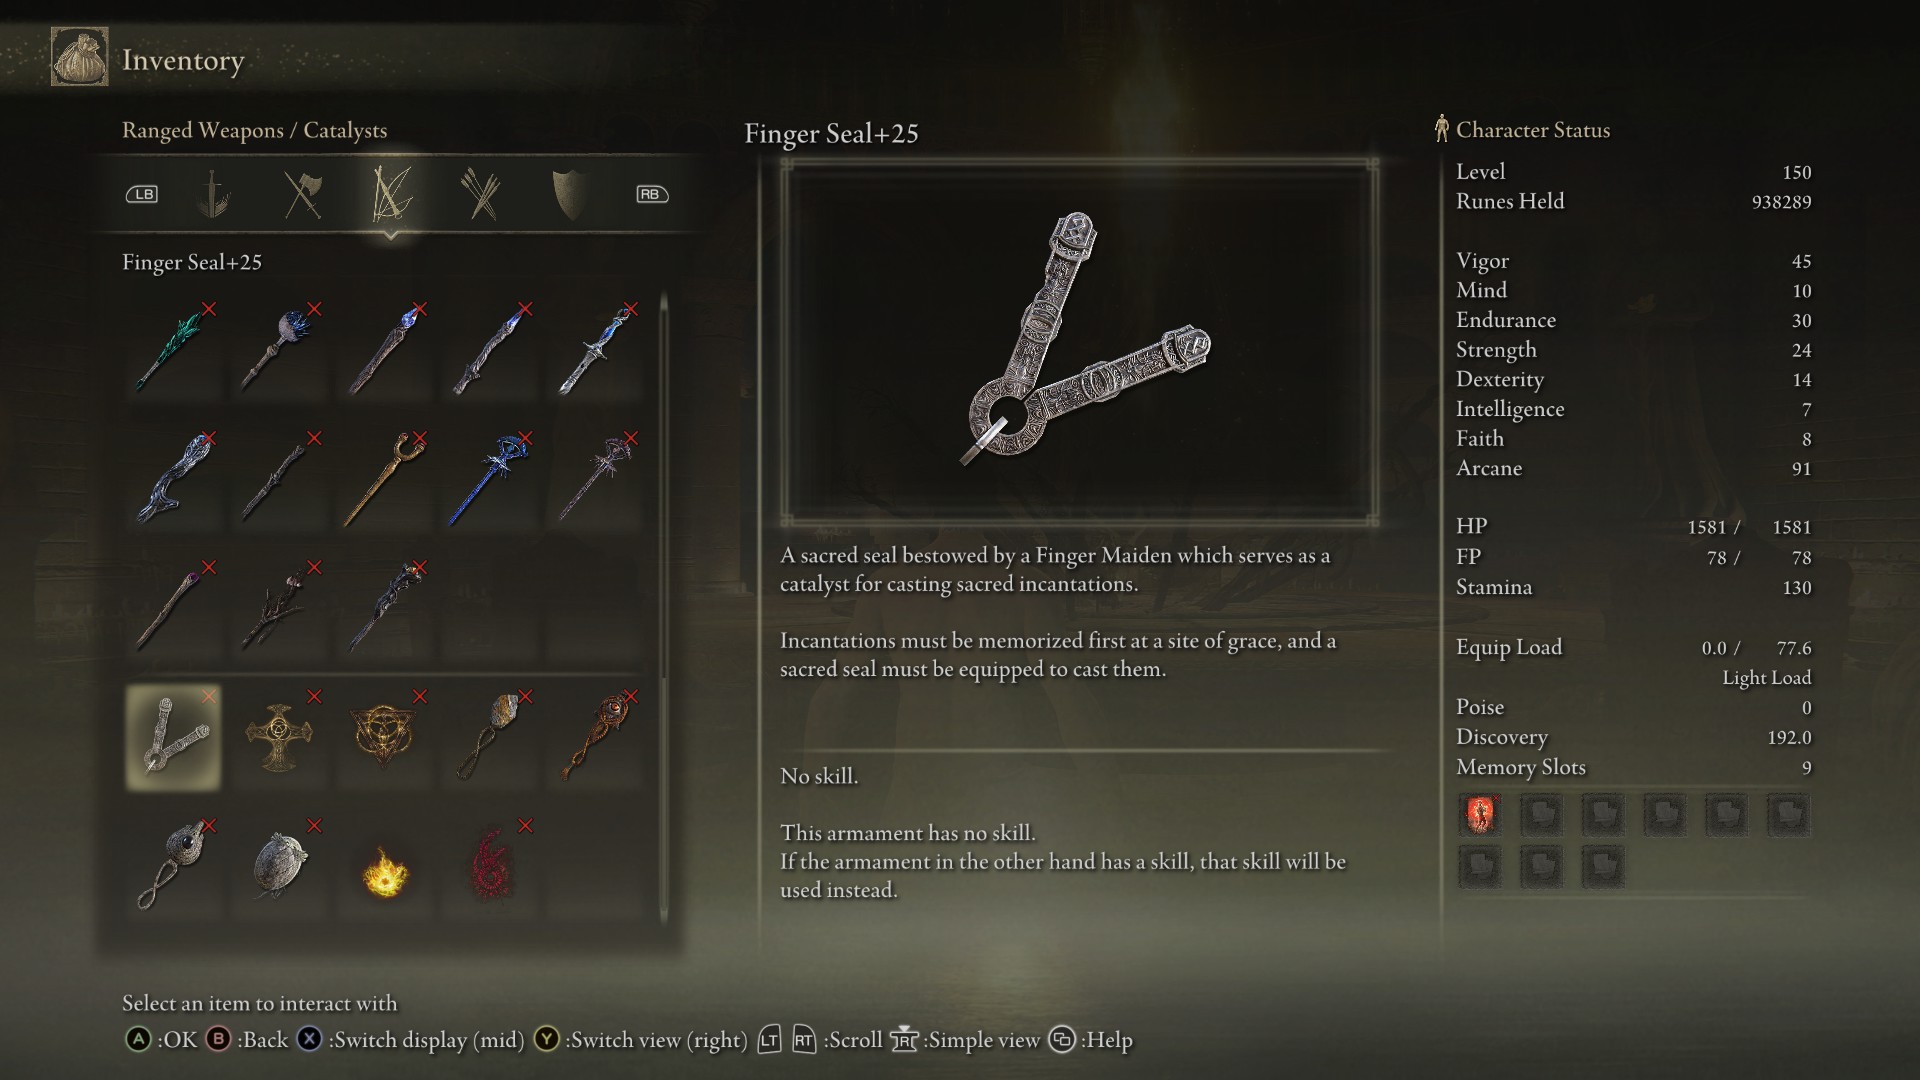 Inventory
Ranged Weapons / Catalysts
LB
RB
Finger Seal+25
Finger Seal+25
A sacred seal bestowed by a Finger Maiden which serves as a
catalyst for casting sacred incantations.
Incantations must be memorized first at a site of grace, and a
sacred seal must be equipped to cast them.
No skill.
This armament has no skill.
If the armament in the other hand has a skill, that skill will be
used instead.
Character Status
Level 150
Runes Held 938289
Vigor 45
Mind 10
Endurance 30
Strength 24
Dexterity 14
Intelligence 7
Faith 8
Arcane 91
HP 1581 / 1581
FP 78 / 78
Stamina 130
Equip Load 0.0 / 77.6
Light Load
Poise 0
Discovery 192.0
Memory Slots 9
Select an item to interact with
A :OK B :Back X :Switch display (mid) Y :Switch view (right) LT RT :Scroll R :Simple view :Help